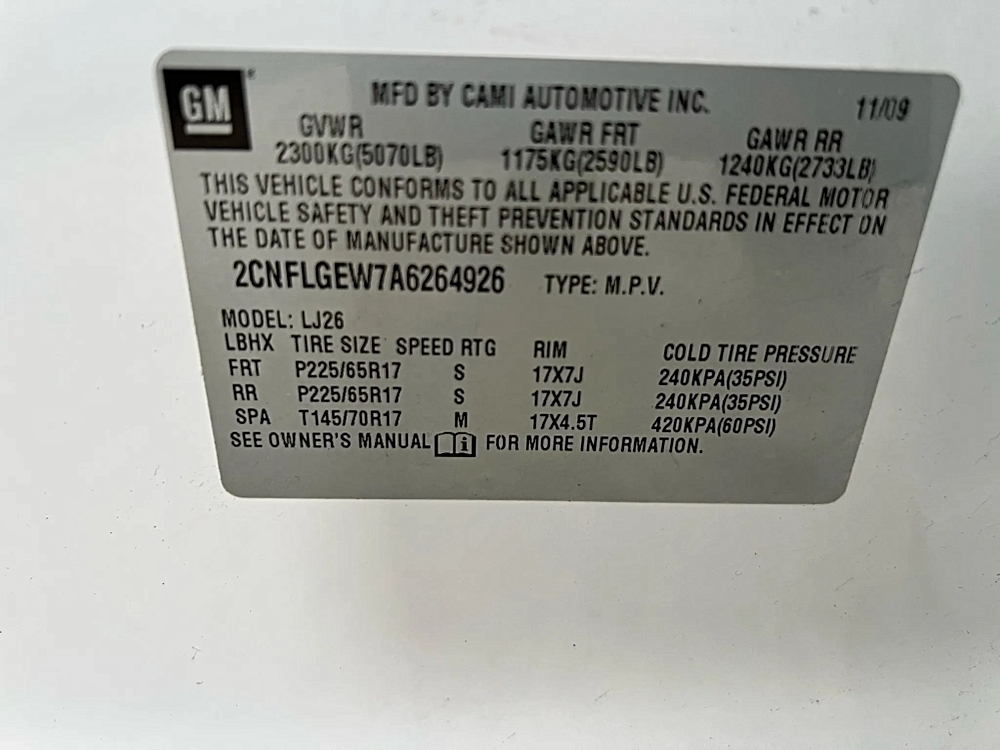 GM
MFD BY CAMI AUTOMOTIVE INC. 11/09
GVWR GAWR FRT GAWR RR
2300KG(5070LB) 1175KG(2590LB) 1240KG(2733LB)
THIS VEHICLE CONFORMS TO ALL APPLICABLE U.S. FEDERAL MOTOR
VEHICLE SAFETY AND THEFT PREVENTION STANDARDS IN EFFECT ON
THE DATE OF MANUFACTURE SHOWN ABOVE.
2CNFLGEW7A6264926 TYPE: M.P.V.
MODEL: LJ26
LBHX TIRE SIZE SPEED RTG RIM COLD TIRE PRESSURE
FRT P225/65R17 S 17X7J 240KPA(35PSI)
RR P225/65R17 S 17X7J 240KPA(35PSI)
SPA T145/70R17 M 17X4.5T 420KPA(60PSI)
SEE OWNER'S MANUAL i FOR MORE INFORMATION.